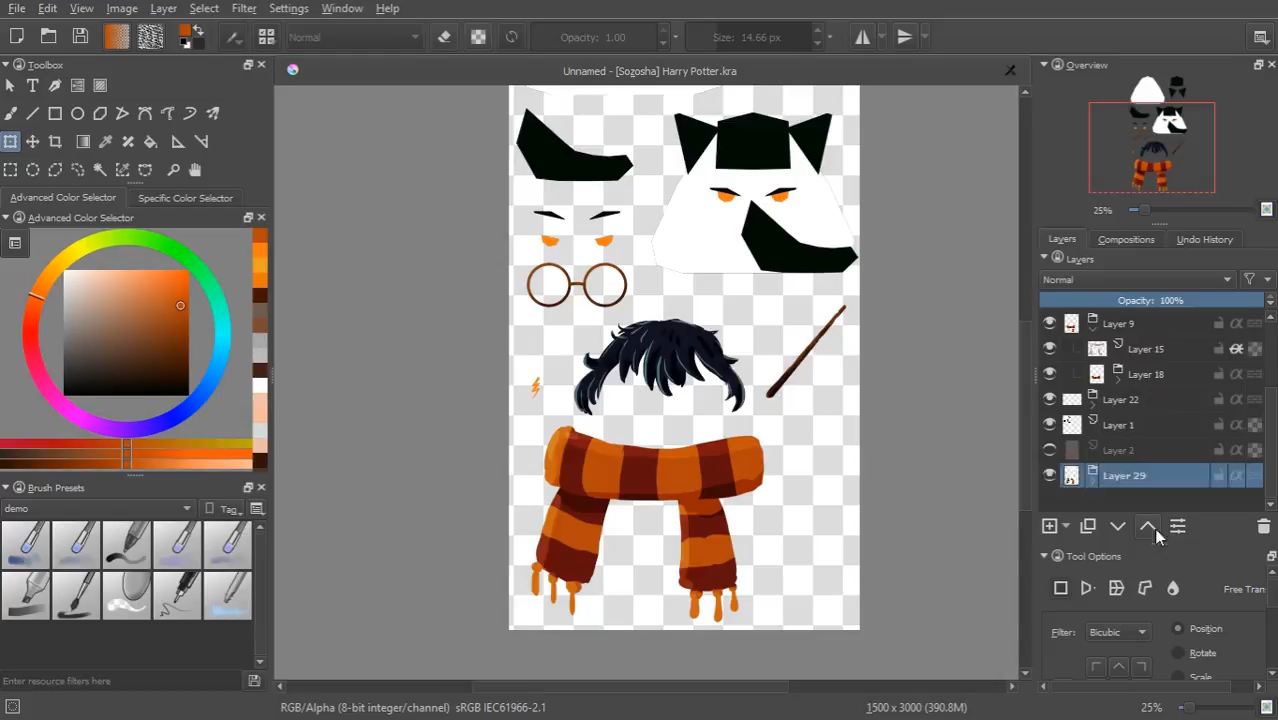 File Edit View Image Layer Select Filter Settings Window Help
Normal Opacity: 1.00 Size: 14.66 px
Toolbox
Unnamed - [Sozosha] Harry Potter.kra
Overview
Advanced Color Selector Specific Color Selector
Advanced Color Selector
25%
Layers Compositions Undo History
Layers
Normal
Opacity: 100%
Layer 9
Layer 15
Layer 18
Layer 22
Layer 1
Layer 2
Layer 29
Brush Presets
demo Tag
Tool Options
Free Tran
Filter: Bicubic Position
Rotate
Scale
Enter resource filters here
RGB/Alpha (8-bit integer/channel) sRGB IEC61966-2.1 1500 x 3000 (390.8M) 25%